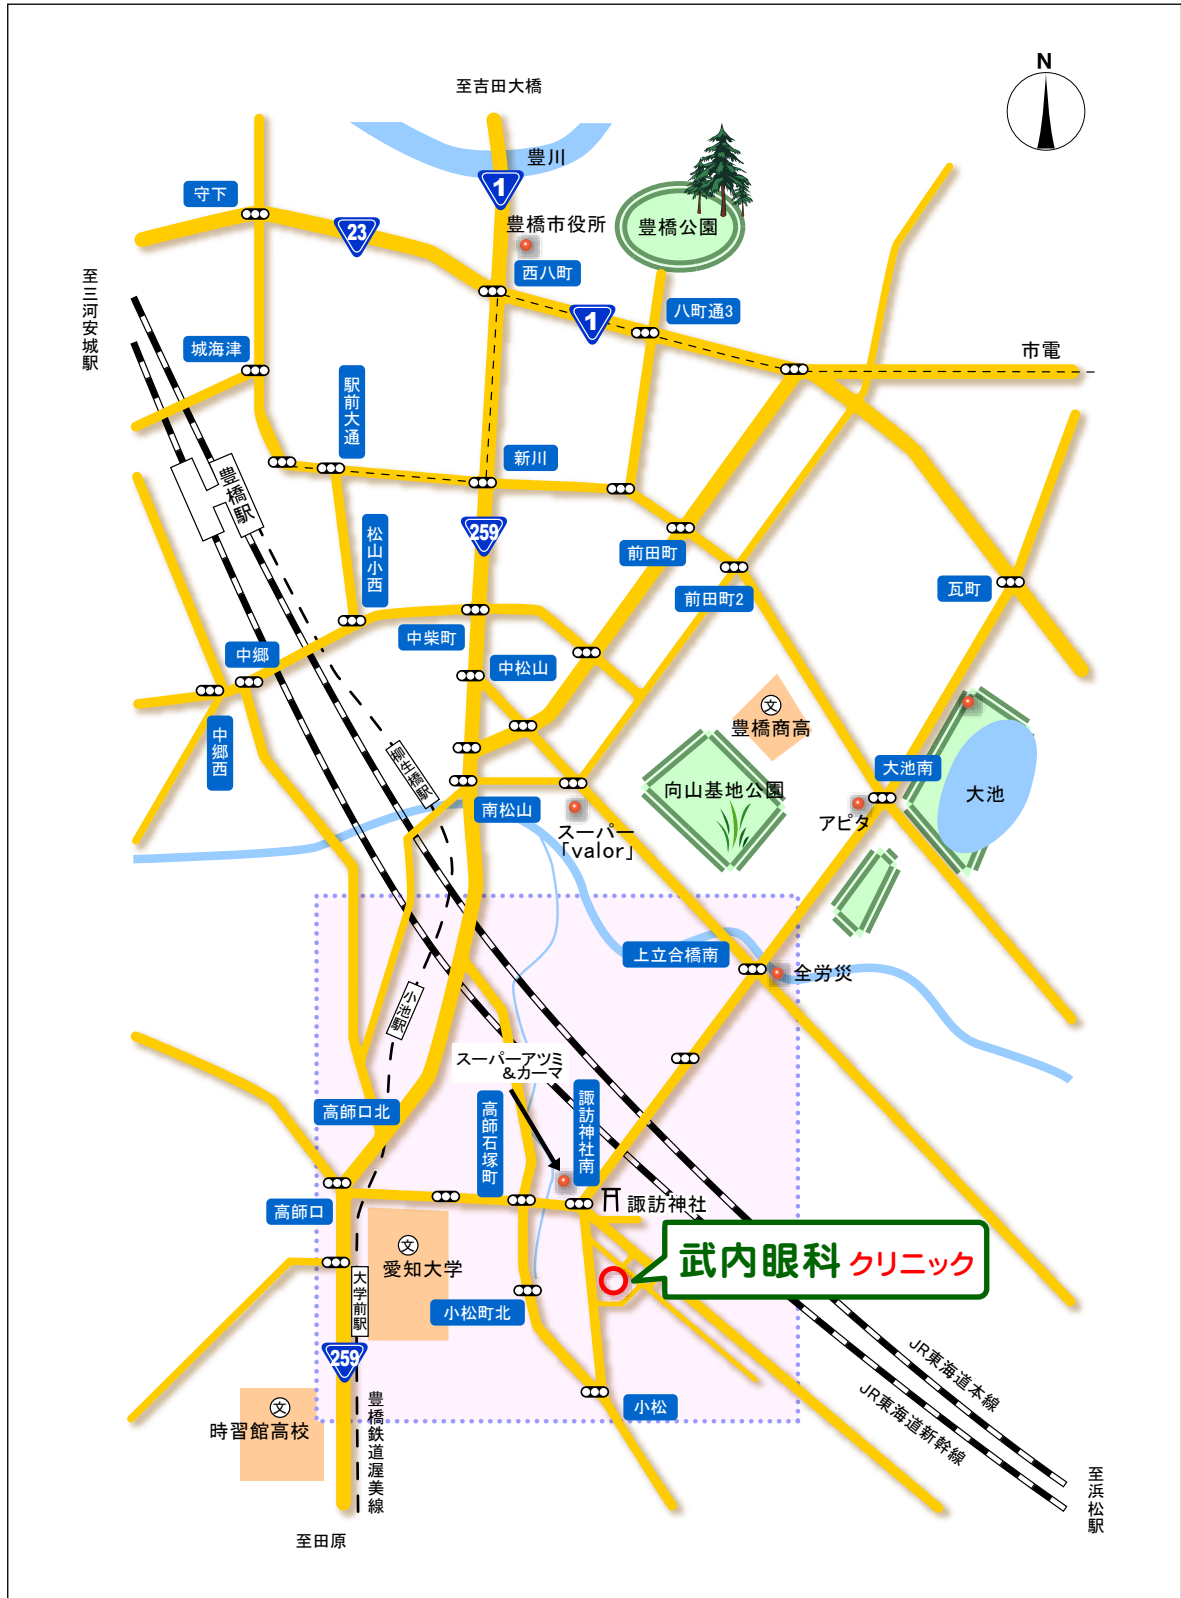 N
至吉田大橋
豊川
守下
1
23
豊橋市役所
豊橋公園
西八町
至三河安城駅
1
八町通3
城海津
市電
駅前大通
新川
豊橋駅
259
松山小西
前田町
前田町2
瓦町
中柴町
中郷
中松山
文
豊橋商高
中郷西
柳生橋駅
大池南
向山基地公園
大池
南松山
アピタ
スーパー
「valor」
上立合橋南
全労災
小池駅
スーパーアツミ
&カーマ
高師口北
高師石塚町
諏訪神社南
諏訪神社
高師口
文
愛知大学
武内眼科 クリニック
大学前駅
小松町北
259
JR東海道本線
JR東海道新幹線
豊橋鉄道渥美線
文
時習館高校
小松
至浜松駅
至田原